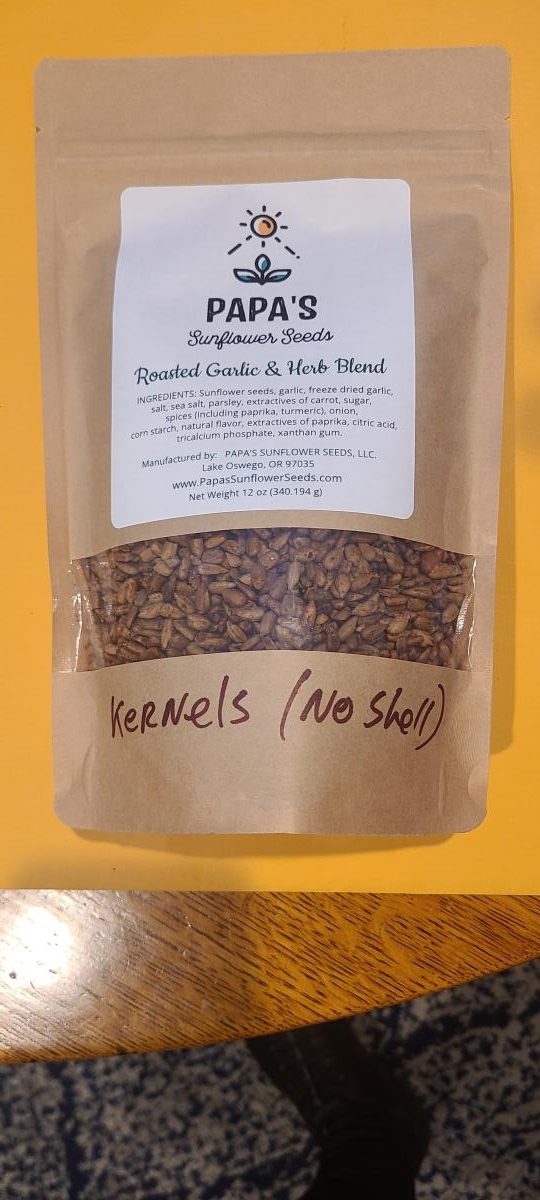 PAPA'S
Sunflower Seeds
Roasted Garlic & Herb Blend
INGREDIENTS: Sunflower seeds, garlic, freeze dried garlic,
salt, sea salt, parsley, extractives of carrot, sugar,
spices (including paprika, turmeric), onion,
corn starch, natural flavor, extractives of paprika, citric acid,
tricalcium phosphate, xanthan gum.
Manufactured by: PAPA'S SUNFLOWER SEEDS, LLC.
Lake Oswego, OR 97035
www.PapasSunflowerSeeds.com
Net Weight 12 oz (340.194 g)
KERNels (No Shell)